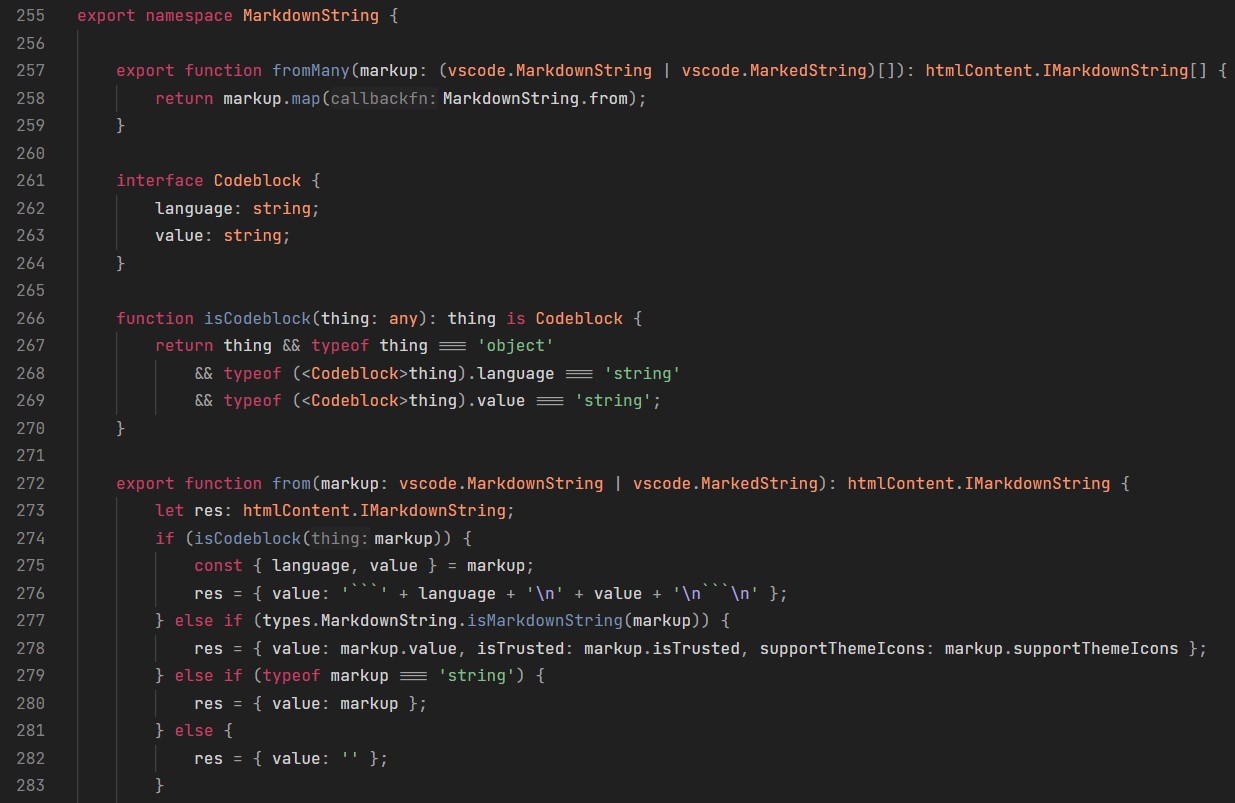 255 export namespace MarkdownString {
256
257     export function fromMany(markup: (vscode.MarkdownString | vscode.MarkedString)[]): htmlContent.IMarkdownString[] {
258         return markup.map(callbackfn: MarkdownString.from);
259     }
260
261     interface Codeblock {
262         language: string;
263         value: string;
264     }
265
266     function isCodeblock(thing: any): thing is Codeblock {
267         return thing && typeof thing === 'object'
268             && typeof (<Codeblock>thing).language === 'string'
269             && typeof (<Codeblock>thing).value === 'string';
270     }
271
272     export function from(markup: vscode.MarkdownString | vscode.MarkedString): htmlContent.IMarkdownString {
273         let res: htmlContent.IMarkdownString;
274         if (isCodeblock(thing: markup)) {
275             const { language, value } = markup;
276             res = { value: '```' + language + '\n' + value + '\n```\n' };
277         } else if (types.MarkdownString.isMarkdownString(markup)) {
278             res = { value: markup.value, isTrusted: markup.isTrusted, supportThemeIcons: markup.supportThemeIcons };
279         } else if (typeof markup === 'string') {
280             res = { value: markup };
281         } else {
282             res = { value: '' };
283         }